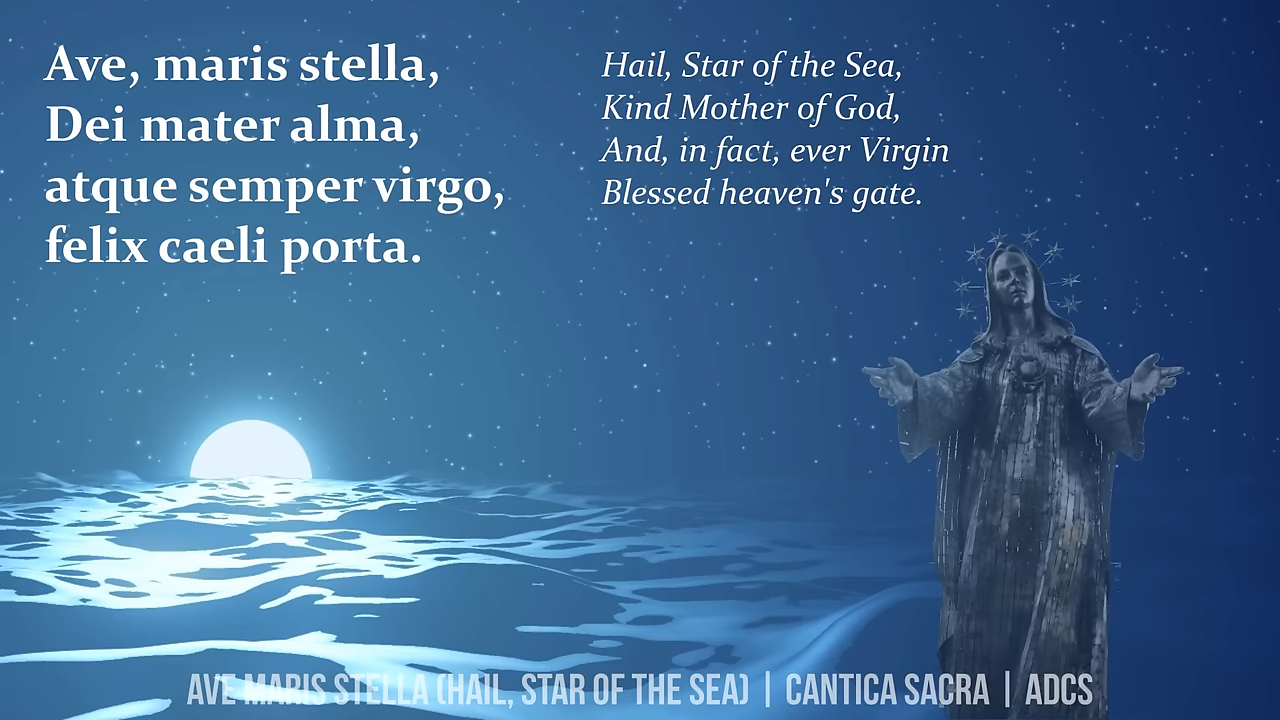 Ave, maris stella,
Dei mater alma,
atque semper virgo,
felix caeli porta.
Hail, Star of the Sea,
Kind Mother of God,
And, in fact, ever Virgin
Blessed heaven's gate.
AVE MARIS STELLA (HAIL, STAR OF THE SEA) | CANTICA SACRA | ADCS